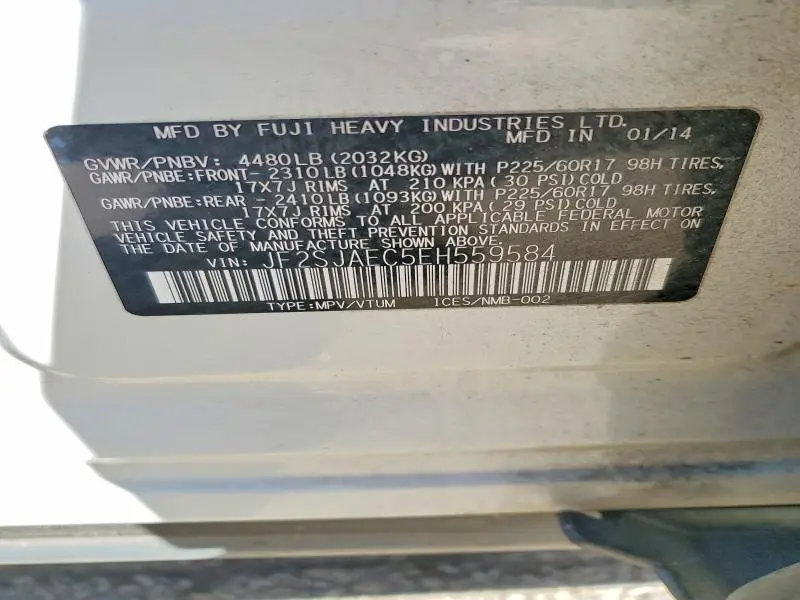 MFD BY FUJI HEAVY INDUSTRIES LTD.
MFD IN 01/14
GVWR/PNBV: 4480LB(2032KG)
GAWR/PNBE:FRONT- 2310LB(1048KG)WITH P225/60R17 98H TIRES,
17X7J RIMS AT 210 KPA( 30 PSI)COLD
GAWR/PNBE:REAR - 2410LB(1093KG)WITH P225/60R17 98H TIRES,
17X7J RIMS AT 200 KPA( 29 PSI)COLD
THIS VEHICLE CONFORMS TO ALL APPLICABLE FEDERAL MOTOR
VEHICLE SAFETY AND THEFT PREVENTION STANDARDS IN EFFECT ON
THE DATE OF MANUFACTURE SHOWN ABOVE.
VIN: JF2SJAEC5EH559584
TYPE:MPV/VTUM ICES/NMB-002